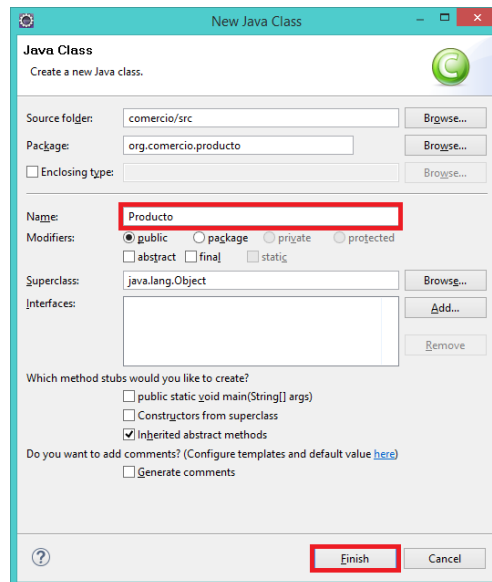 New Java Class
Java Class
Create a new Java class.
C
Source folder: comercio/src Browse...
Package: org.comercio.producto Browse...
Enclosing type: Browse...
Name: Producto
Modifiers: public package private protected
abstract final static
Superclass: java.lang.Object Browse...
Interfaces: Add...
Remove
Which method stubs would you like to create?
public static void main(String[] args)
Constructors from superclass
Inherited abstract methods
Do you want to add comments? (Configure templates and default value here)
Generate comments
? Finish Cancel